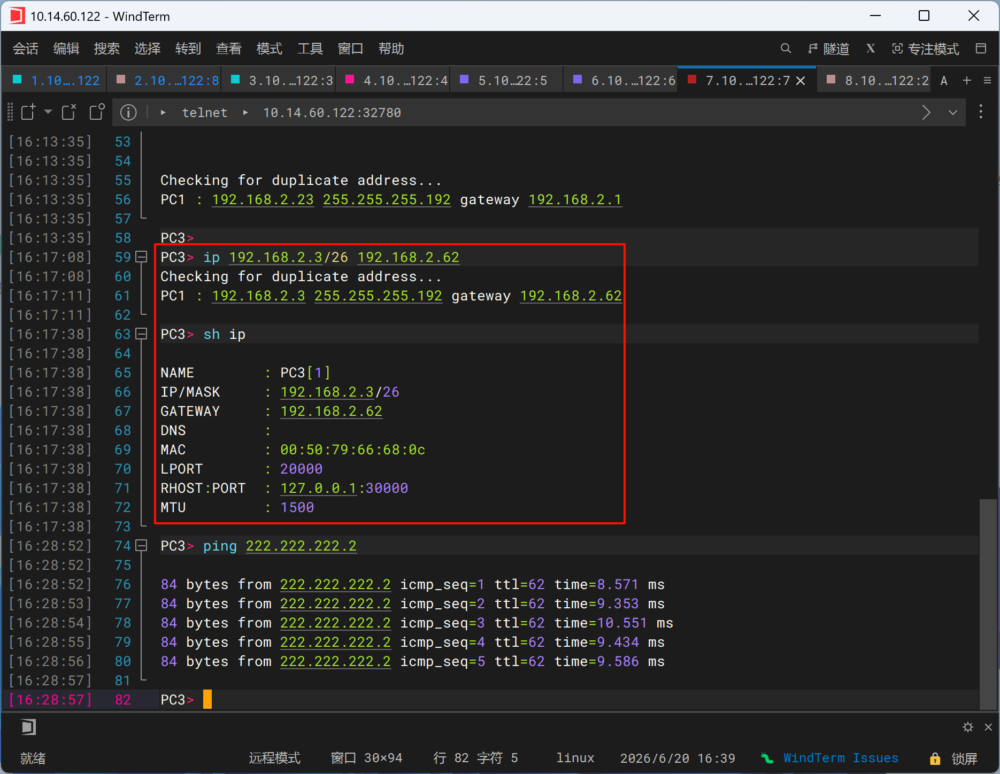 10.14.60.122 - WindTerm
会话 编辑 搜索 选择 转到 查看 模式 工具 窗口 帮助 隧道 X 专注模式
1.10....122 2.10....122:8 3.10....122:3 4.10....122:4 5.10...22:5 6.10....122:6 7.10....122:7 8.10....122:2 A
telnet 10.14.60.122:32780
[16:13:35] 53
[16:13:35] 54
[16:13:35] 55 Checking for duplicate address...
[16:13:35] 56 PC1 : 192.168.2.23 255.255.255.192 gateway 192.168.2.1
[16:13:35] 57
[16:13:35] 58 PC3>
[16:17:08] 59 PC3> ip 192.168.2.3/26 192.168.2.62
[16:17:08] 60 Checking for duplicate address...
[16:17:11] 61 PC1 : 192.168.2.3 255.255.255.192 gateway 192.168.2.62
[16:17:11] 62
[16:17:38] 63 PC3> sh ip
[16:17:38] 64
[16:17:38] 65 NAME : PC3[1]
[16:17:38] 66 IP/MASK : 192.168.2.3/26
[16:17:38] 67 GATEWAY : 192.168.2.62
[16:17:38] 68 DNS :
[16:17:38] 69 MAC : 00:50:79:66:68:0c
[16:17:38] 70 LPORT : 20000
[16:17:38] 71 RHOST:PORT : 127.0.0.1:30000
[16:17:38] 72 MTU : 1500
[16:17:38] 73
[16:28:52] 74 PC3> ping 222.222.222.2
[16:28:52] 75
[16:28:52] 76 84 bytes from 222.222.222.2 icmp_seq=1 ttl=62 time=8.571 ms
[16:28:53] 77 84 bytes from 222.222.222.2 icmp_seq=2 ttl=62 time=9.353 ms
[16:28:54] 78 84 bytes from 222.222.222.2 icmp_seq=3 ttl=62 time=10.551 ms
[16:28:55] 79 84 bytes from 222.222.222.2 icmp_seq=4 ttl=62 time=9.434 ms
[16:28:56] 80 84 bytes from 222.222.222.2 icmp_seq=5 ttl=62 time=9.586 ms
[16:28:57] 81
[16:28:57] 82 PC3>
就绪 远程模式 窗口 30×94 行 82 字符 5 linux 2026/6/20 16:39 WindTerm Issues 锁屏